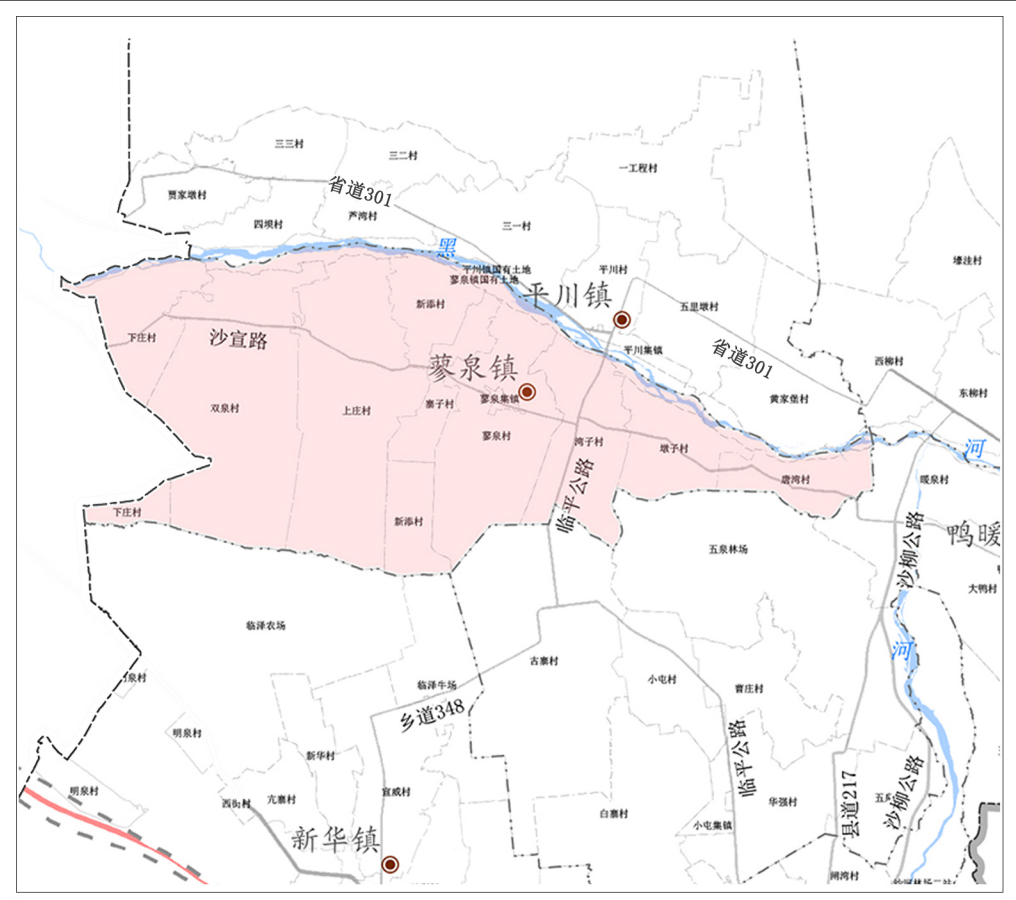 三三村
三二村
一工程村
贾家墩村
省道301
芦湾村
四坝村
三一村
黑
壕洼村
平川镇国有土地
平川村
蓼泉镇国有土地
平川镇
新添村
五里墩村
下庄村
沙宣路
平川集镇
省道301
西柳村
蓼泉镇
东柳村
双泉村
上庄村
寨子村
蓼泉集镇
黄家堡村
蓼泉村
湾子村
墩子村
河
唐湾村
暖泉村
临平公路
下庄村
新添村
鸭暖
五泉林场
沙柳公路
大鸭村
临泽农场
河
古寨村
泉村
小屯村
临泽牛场
曹庄村
乡道348
明泉村
新华村
临平公路
明泉村
西街村
亢寨村
宣威村
县道217
沙柳公路
华强村
五
白寨村
小屯集镇
新华镇
闸湾村